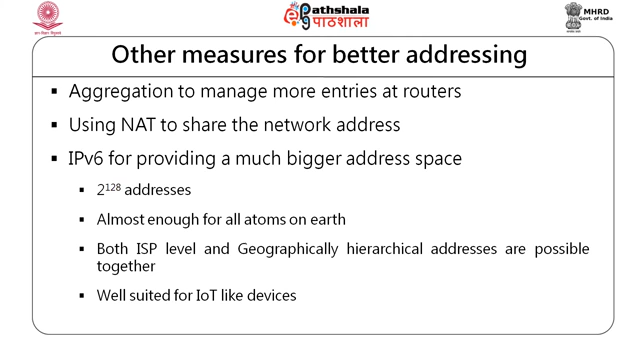 Pathshala
पाठशाला
MHRD
Govt. of India
Other measures for better addressing
▪ Aggregation to manage more entries at routers
▪ Using NAT to share the network address
▪ IPv6 for providing a much bigger address space
▪ 2¹²⁸ addresses
▪ Almost enough for all atoms on earth
▪ Both ISP level and Geographically hierarchical addresses are possible
together
▪ Well suited for IoT like devices